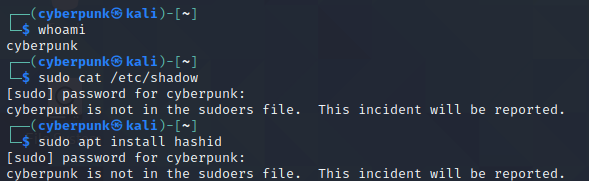 ┌──(cyberpunk㉿kali)-[~]
└─$ whoami
cyberpunk
┌──(cyberpunk㉿kali)-[~]
└─$ sudo cat /etc/shadow
[sudo] password for cyberpunk:
cyberpunk is not in the sudoers file.  This incident will be reported.
┌──(cyberpunk㉿kali)-[~]
└─$ sudo apt install hashid
[sudo] password for cyberpunk:
cyberpunk is not in the sudoers file.  This incident will be reported.